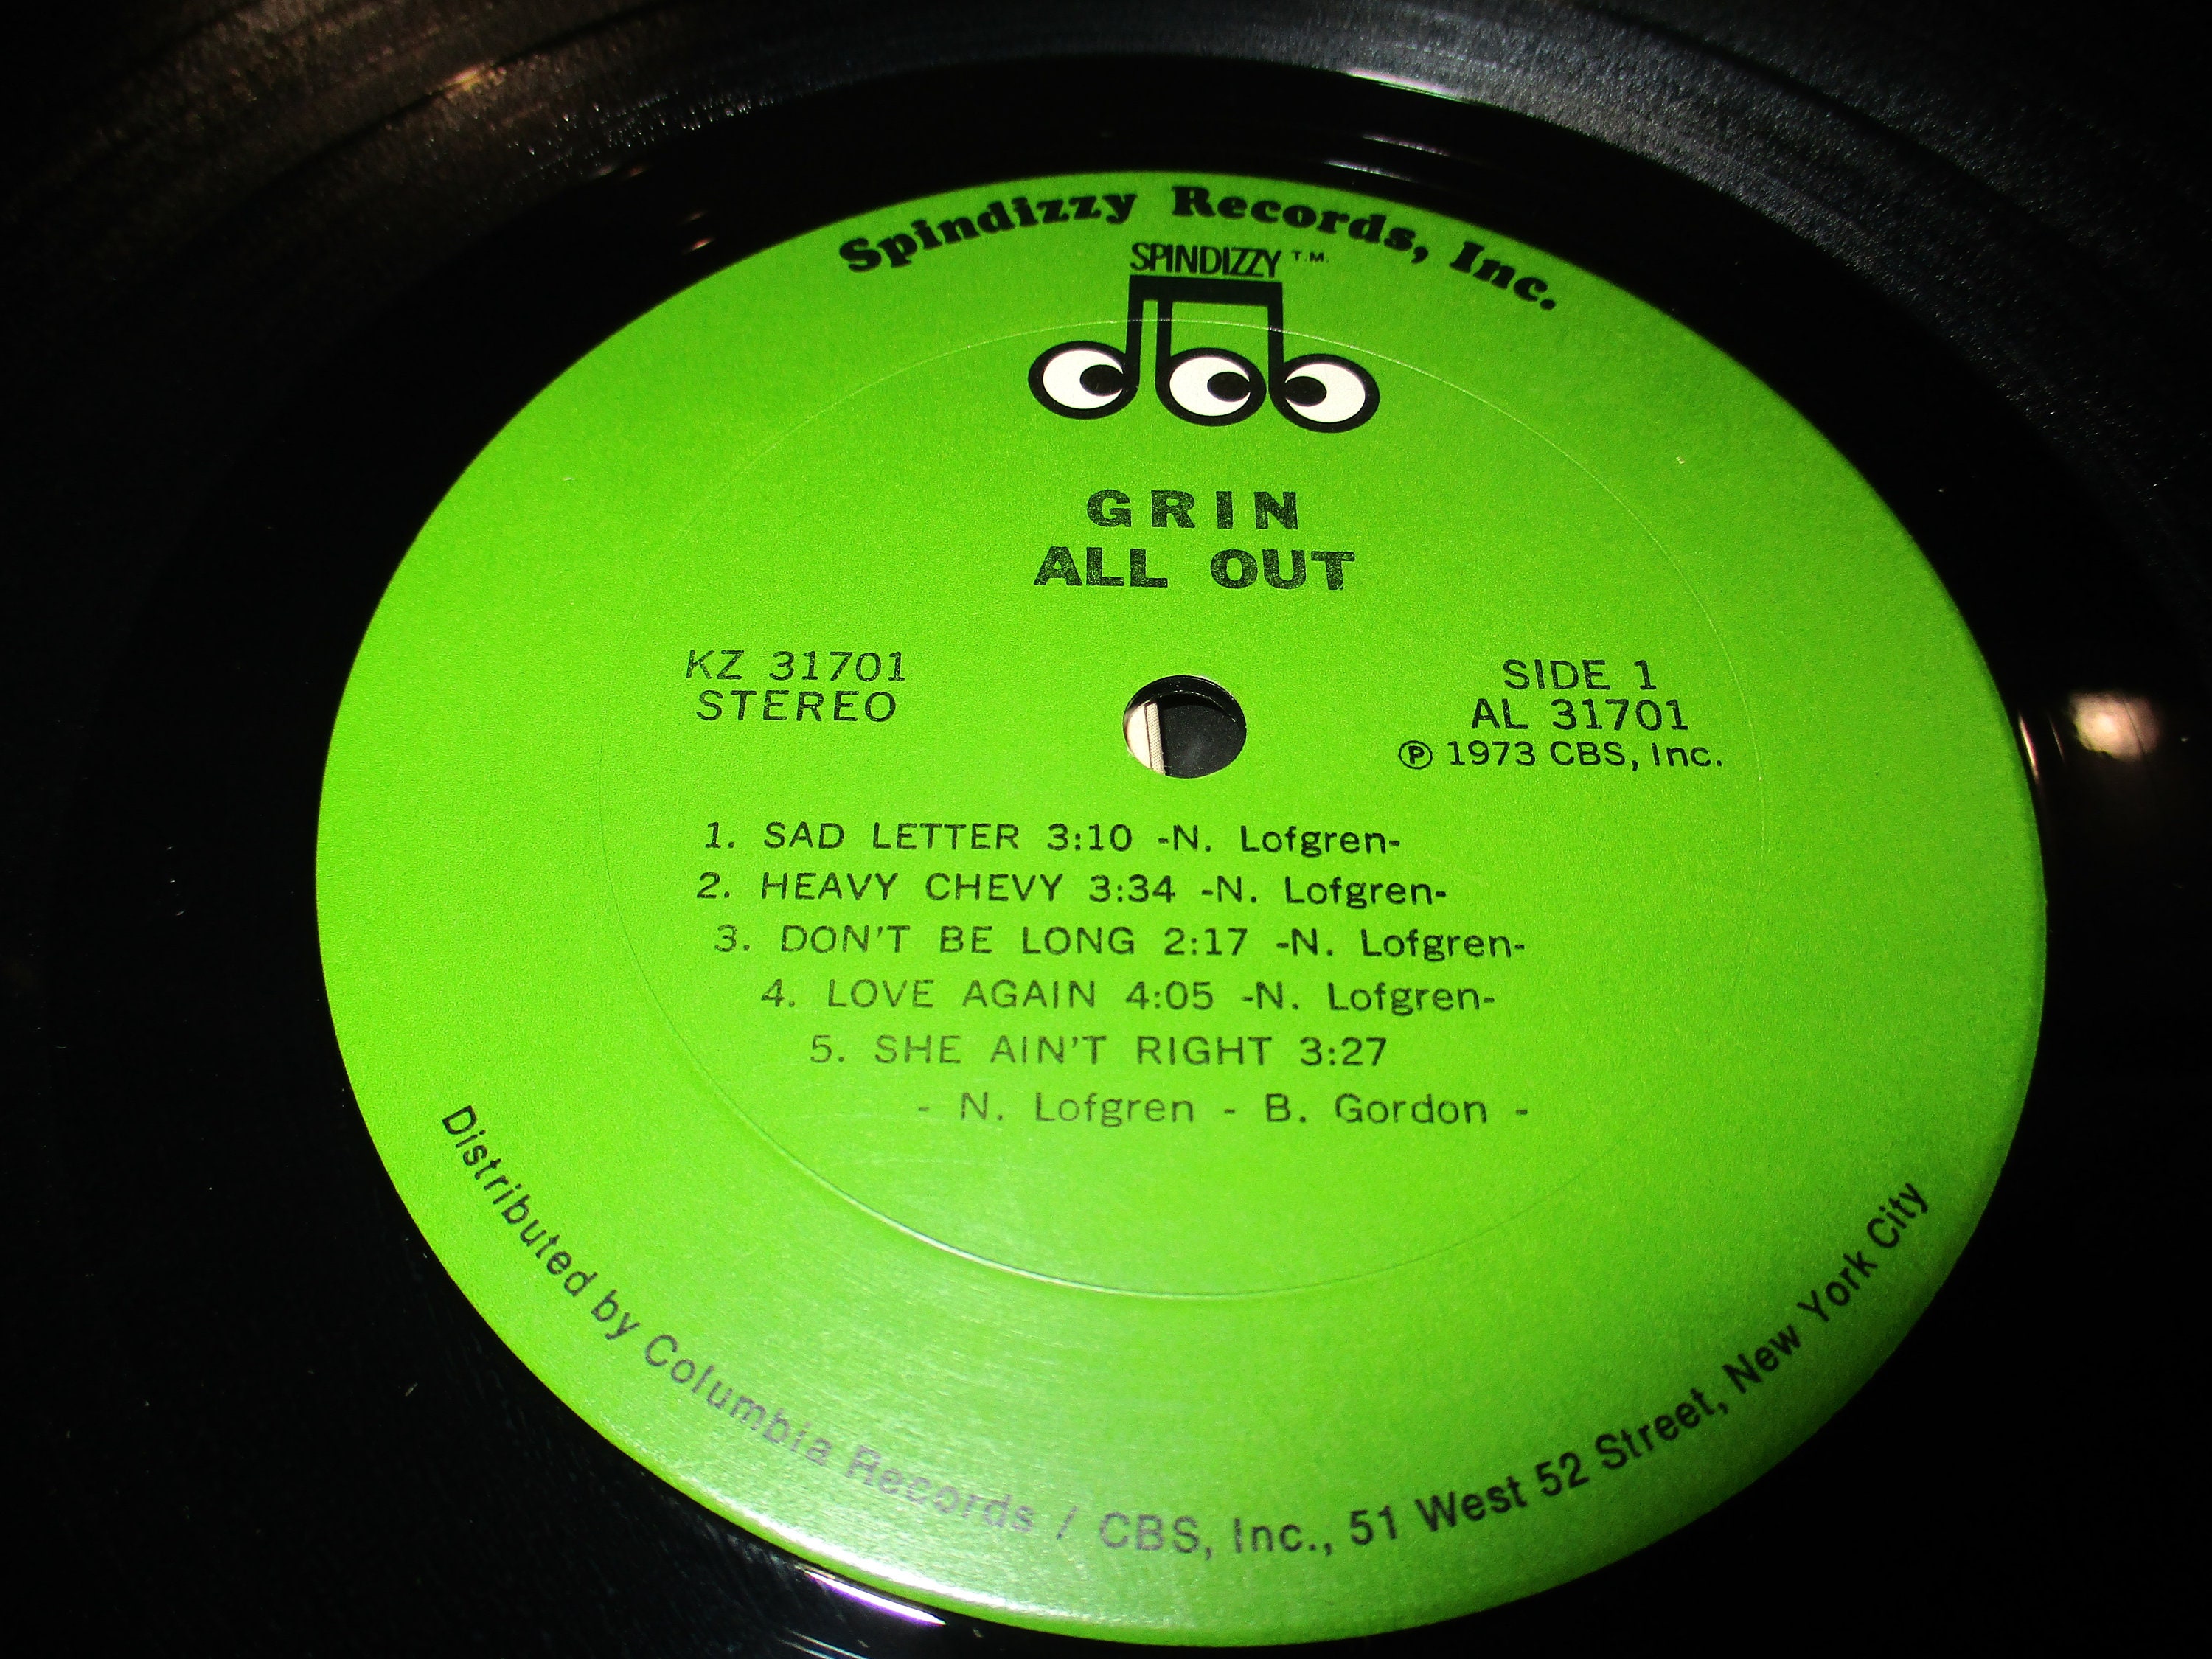 Spindizzy Records, Inc.
SPINDIZZY T.M.
GRIN
ALL OUT
KZ 31701
STEREO
SIDE 1
AL 31701
Ⓟ 1973 CBS, Inc.
1. SAD LETTER 3:10 -N. Lofgren-
2. HEAVY CHEVY 3:34 -N. Lofgren-
3. DON'T BE LONG 2:17 -N. Lofgren-
4. LOVE AGAIN 4:05 -N. Lofgren-
5. SHE AIN'T RIGHT 3:27
- N. Lofgren - B. Gordon -
Distributed by Columbia Records / CBS, Inc., 51 West 52 Street, New York City